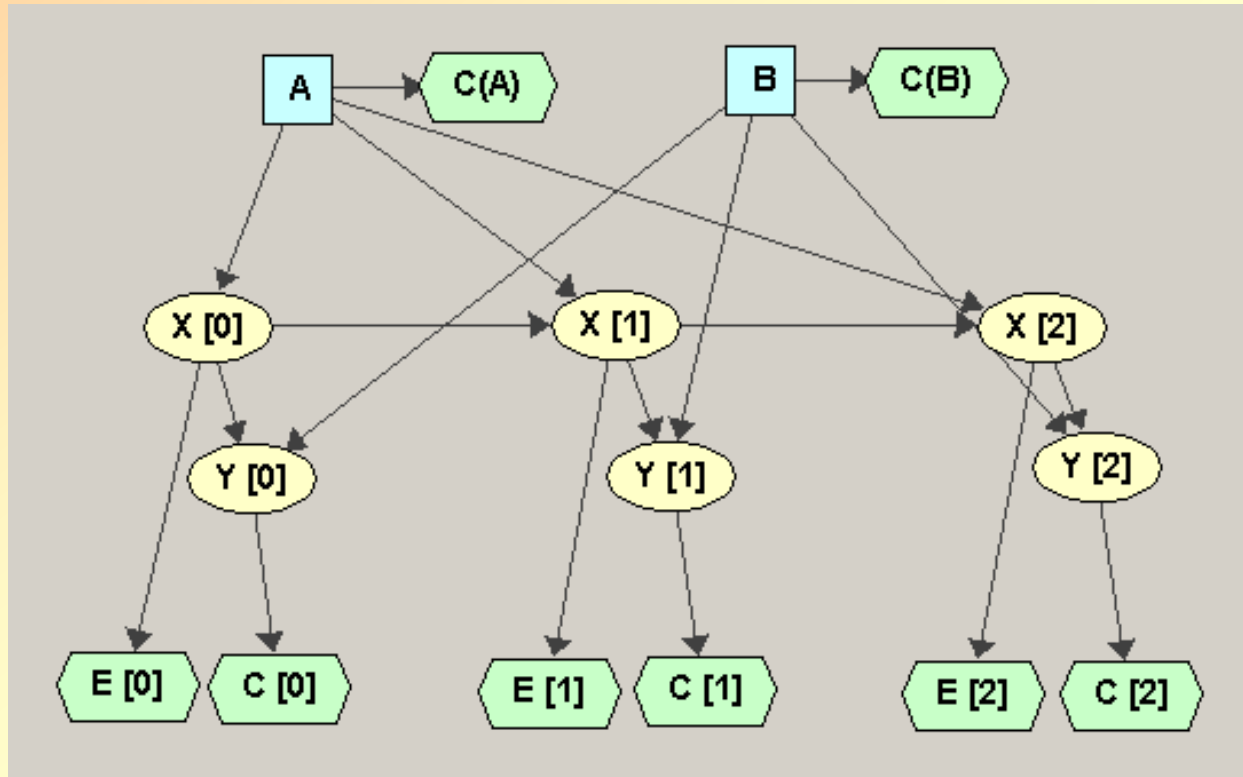 A
C(A)
B
C(B)
X [0]
X [1]
X [2]
Y [0]
Y [1]
Y [2]
E [0]
C [0]
E [1]
C [1]
E [2]
C [2]